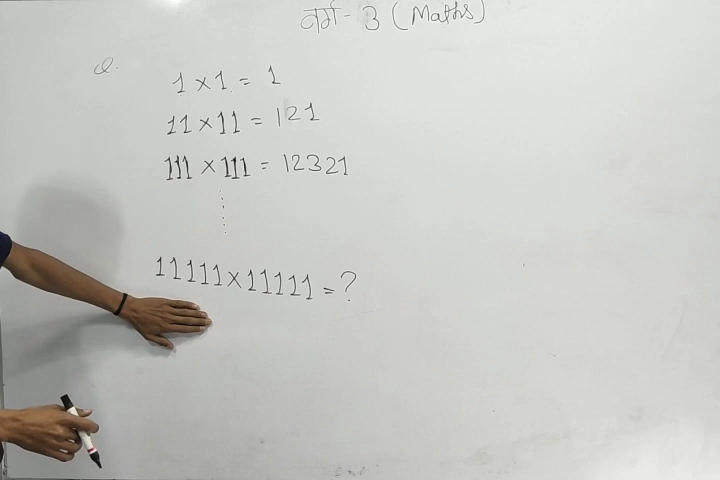 वर्ग - 3 (Maths)
Q.
1 × 1 = 1
11 × 11 = 121
111 × 111 = 12321
11111 × 11111 = ?